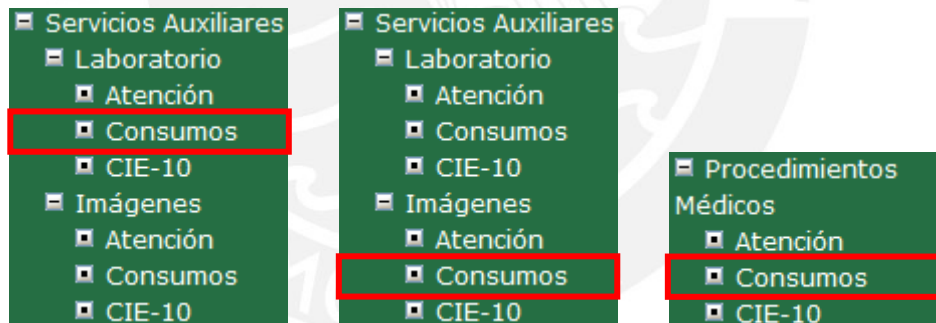 Servicios Auxiliares
Laboratorio
Atención
Consumos
CIE-10
Imágenes
Atención
Consumos
CIE-10
Servicios Auxiliares
Laboratorio
Atención
Consumos
CIE-10
Imágenes
Atención
Consumos
CIE-10
Procedimientos
Médicos
Atención
Consumos
CIE-10